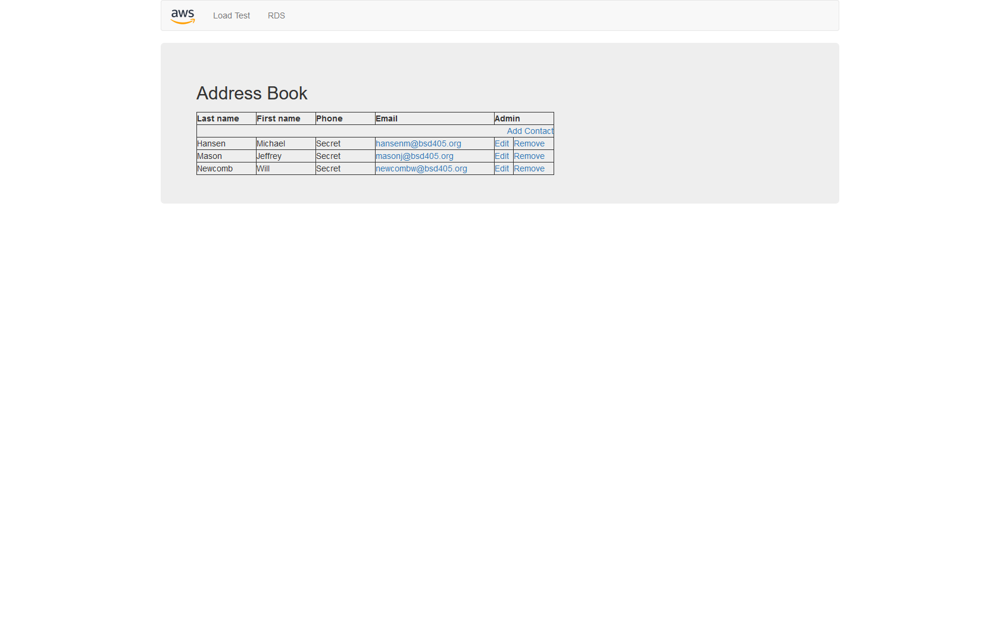 aws Load Test RDS
Address Book
Last name First name Phone Email Admin
Add Contact
Hansen Michael Secret hansenm@bsd405.org Edit Remove
Mason Jeffrey Secret masonj@bsd405.org Edit Remove
Newcomb Will Secret newcombw@bsd405.org Edit Remove